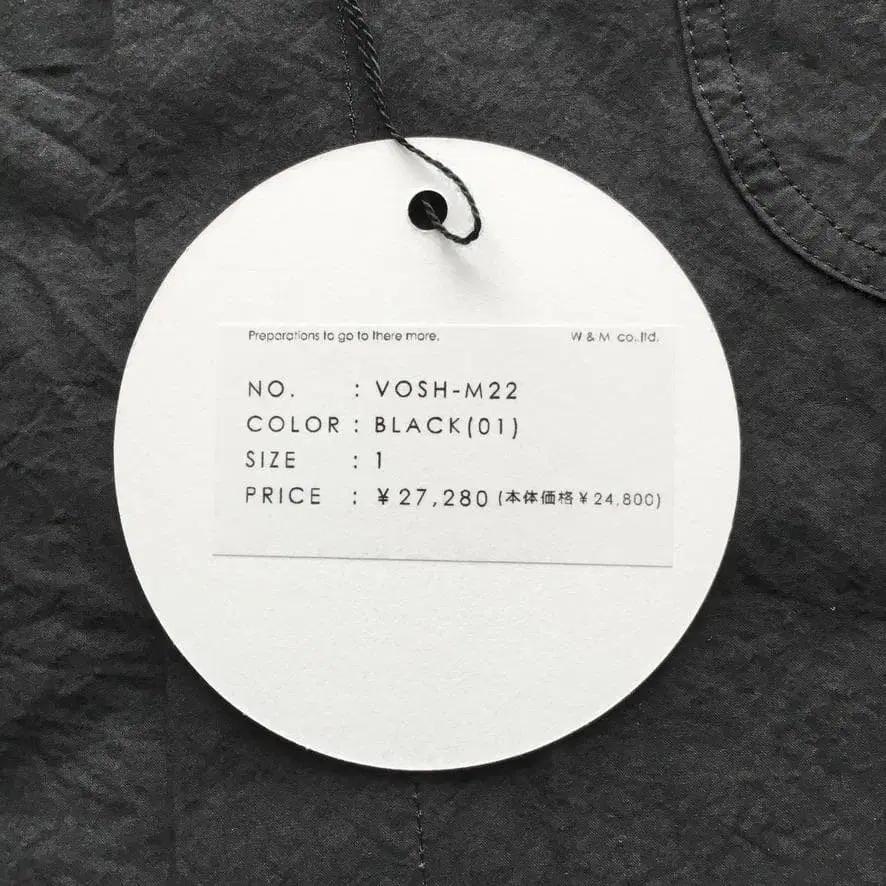 Preparations to go to there more. W & M co,.ltd.
NO. : VOSH-M22
COLOR : BLACK(01)
SIZE : 1
PRICE : ¥ 27,280 (本体価格 ¥ 24,800)